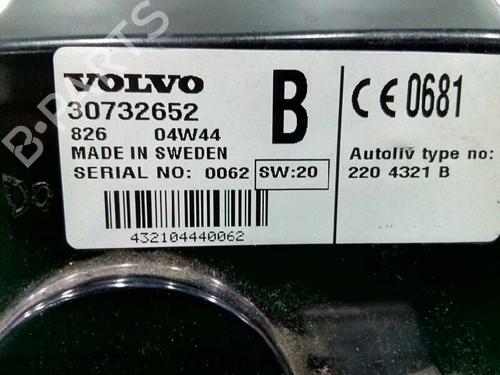 VOLVO
30732652
826 04W44
MADE IN SWEDEN
SERIAL NO: 0062 SW:20
432104440062
B
CE 0681
Autoliv type no:
220 4321 B
B-PARTS